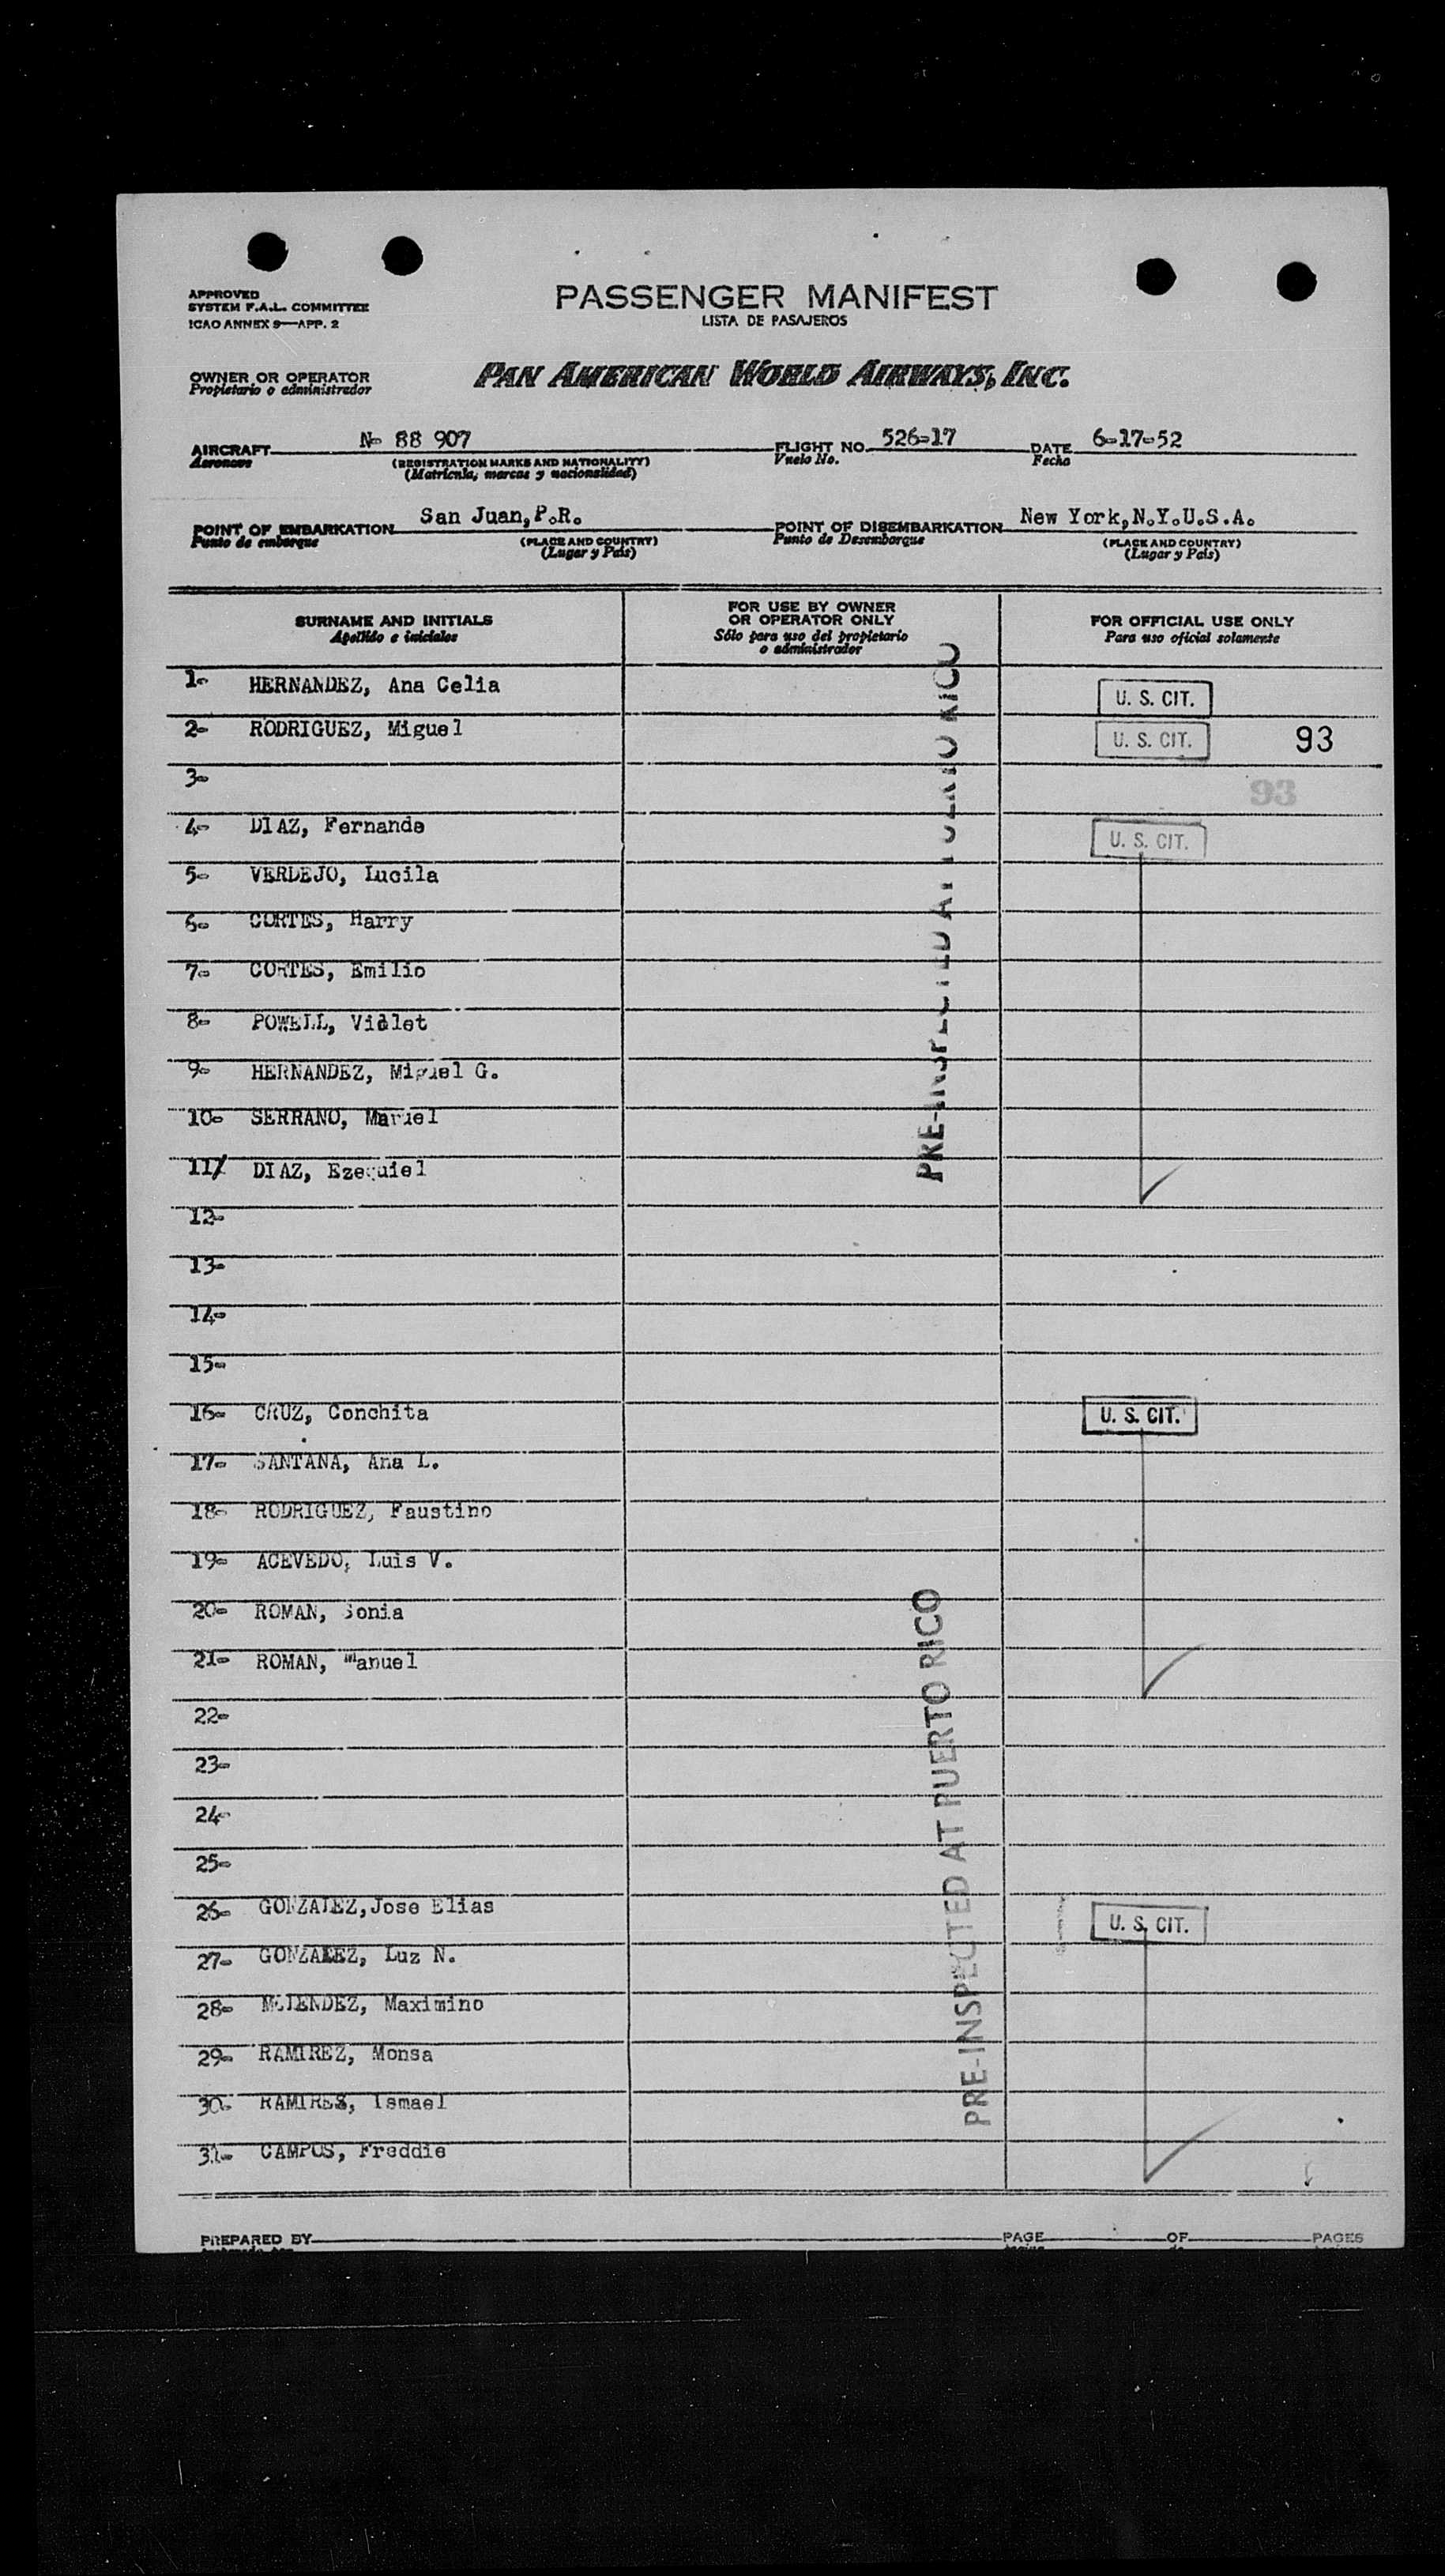 APPROVED
SYSTEM F.A.L. COMMITTEE
ICAO ANNEX 9—APP. 2
PASSENGER MANIFEST
LISTA DE PASAJEROS
OWNER OR OPERATOR
Propietario o administrador
PAN AMERICAN WORLD AIRWAYS, INC.
AIRCRAFT N- 88 907 FLIGHT NO. 526-17 DATE 6-17-52
Aeronave (REGISTRATION MARKS AND NATIONALITY) Vuelo No. Fecha
(Matrícula, marcas y nacionalidad)
POINT OF EMBARKATION San Juan,P.R. POINT OF DISEMBARKATION New York,N.Y.U.S.A.
Punto de embarque (PLACE AND COUNTRY) Punto de Desembarque (PLACE AND COUNTRY)
(Lugar y País) (Lugar y País)
SURNAME AND INITIALS
Apellido e iniciales
FOR USE BY OWNER
OR OPERATOR ONLY
Sólo para uso del propietario
o administrador
FOR OFFICIAL USE ONLY
Para uso oficial solamente
1- HERNANDEZ, Ana Celia U. S. CIT.
2- RODRIGUEZ, Miguel U. S. CIT. 93
3- 93
4- DIAZ, Fernande U. S. CIT.
5- VERDEJO, Lucila
6- CORTES, Harry
7- CORTES, Emilio
8- POWELL, Violet
9- HERNANDEZ, Miguel G.
10- SERRANO, Manuel
11/ DIAZ, Ezequiel
12-
13-
14-
15-
16- CRUZ, Conchita U. S. CIT.
17- SANTANA, Ana L.
18- RODRIGUEZ, Faustino
19- ACEVEDO, Luis V.
20- ROMAN, Sonia
21- ROMAN, Manuel
22-
23-
24-
25-
26- GONZALEZ,Jose Elias U. S. CIT.
27- GONZALEZ, Luz N.
28- MELENDEZ, Maximino
29- RAMIREZ, Monsa
30- RAMIRES, Ismael
31- CAMPOS, Freddie
PRE-INSPECTED AT PUERTO RICO
PRE-INSPECTED AT PUERTO RICO
PREPARED BY PAGE OF PAGES